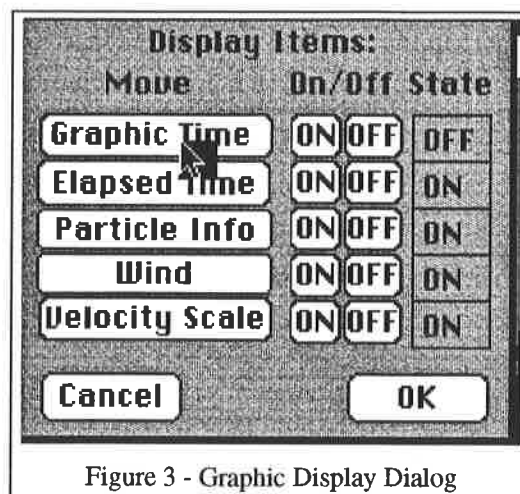 Display Items:
Move On/Off State
Graphic Time ON OFF OFF
Elapsed Time ON OFF ON
Particle Info ON OFF ON
Wind ON OFF ON
Velocity Scale ON OFF ON
Cancel OK
Figure 3 - Graphic Display Dialog